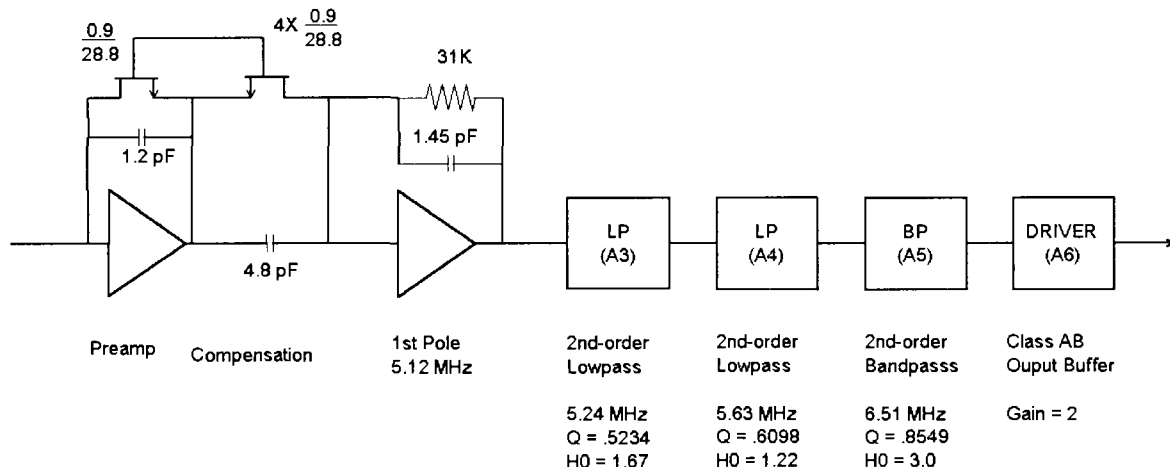 0.9
28.8
4X 0.9
28.8
31K
1.2 pF
1.45 pF
4.8 pF
LP
(A3)
LP
(A4)
BP
(A5)
DRIVER
(A6)
Preamp
Compensation
1st Pole
5.12 MHz
2nd-order
Lowpass
5.24 MHz
Q = .5234
H0 = 1.67
2nd-order
Lowpass
5.63 MHz
Q = .6098
H0 = 1.22
2nd-order
Bandpasss
6.51 MHz
Q = .8549
H0 = 3.0
Class AB
Ouput Buffer
Gain = 2